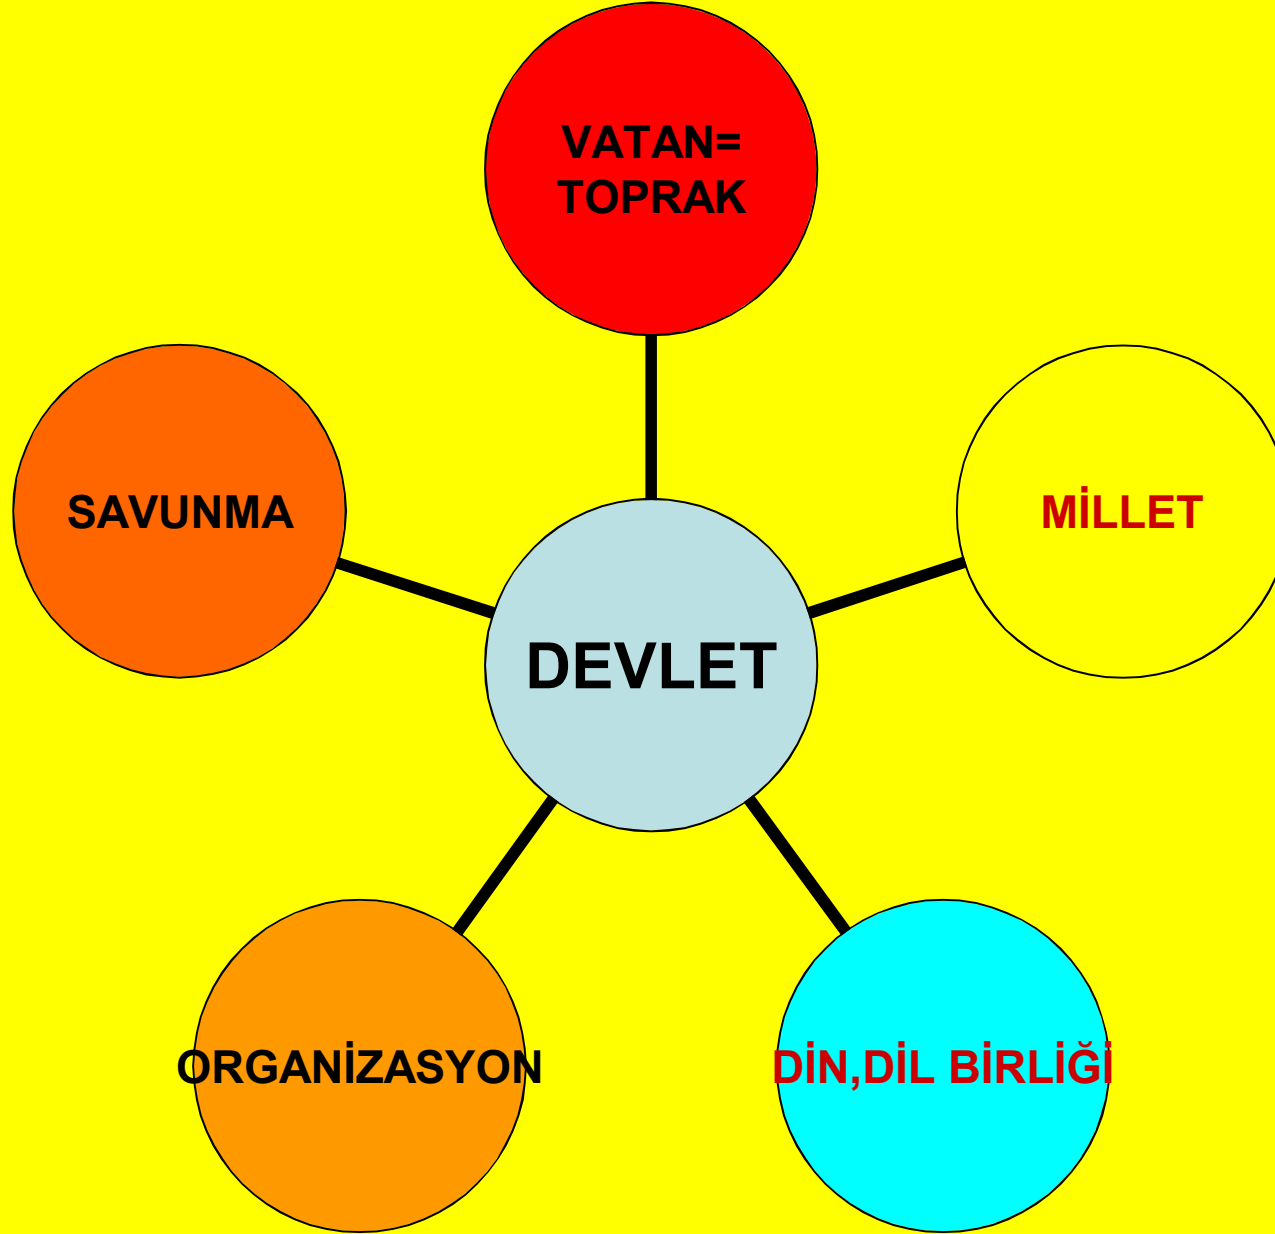 VATAN=
TOPRAK
SAVUNMA
MİLLET
DEVLET
ORGANİZASYON
DİN,DİL BİRLİĞİ